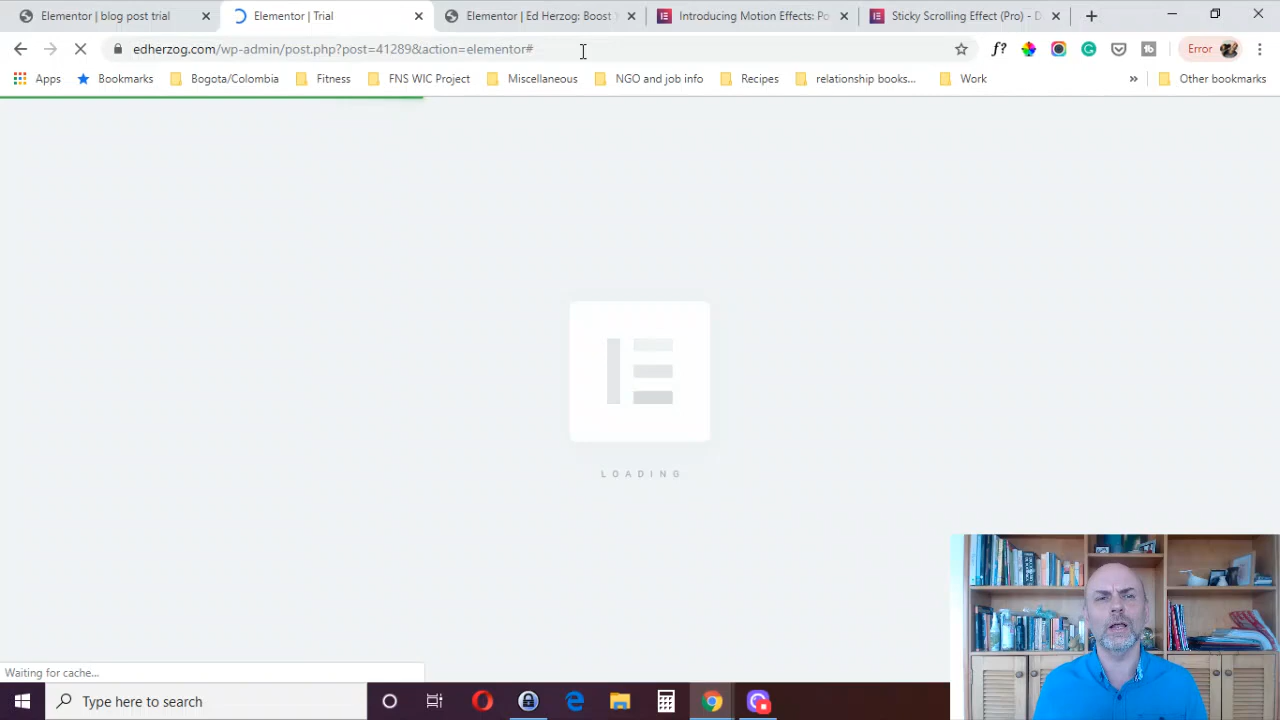 Elementor | blog post trial
Elementor | Trial
Elementor | Ed Herzog: Boost Y
Introducing Motion Effects: Po
Sticky Scrolling Effect (Pro) - D
edherzog.com/wp-admin/post.php?post=41289&action=elementor#
f?
Error
Apps
Bookmarks
Bogota/Colombia
Fitness
FNS WIC Project
Miscellaneous
NGO and job info
Recipes
relationship books...
Work
»
Other bookmarks
LOADING
Waiting for cache...
Type here to search